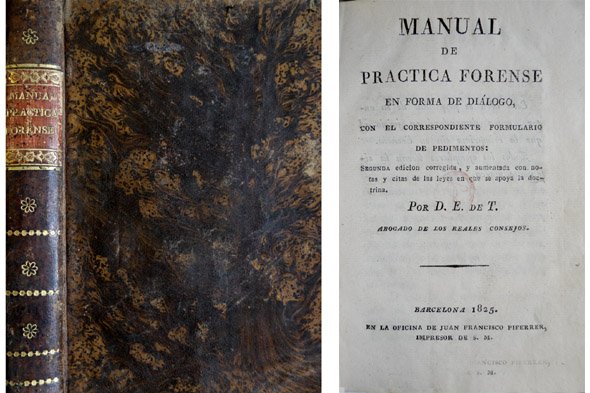 MANUAL
PRACTICA
FORENSE
MANUAL
DE
PRACTICA FORENSE
EN FORMA DE DIÁLOGO,
CON EL CORRESPONDIENTE FORMULARIO
DE PEDIMENTOS:
SEGUNDA edicion corregida, y aumentada con no-
tas y citas de las leyes en que se apoya la doc-
trina.
POR D. E. DE T.
ABOGADO DE LOS REALES CONSEJOS.
BARCELONA 1825.
EN LA OFICINA DE JUAN FRANCISCO PIFERRER,
IMPRESOR DE S. M.
FRANCISCO PIFERRER,
S. M.